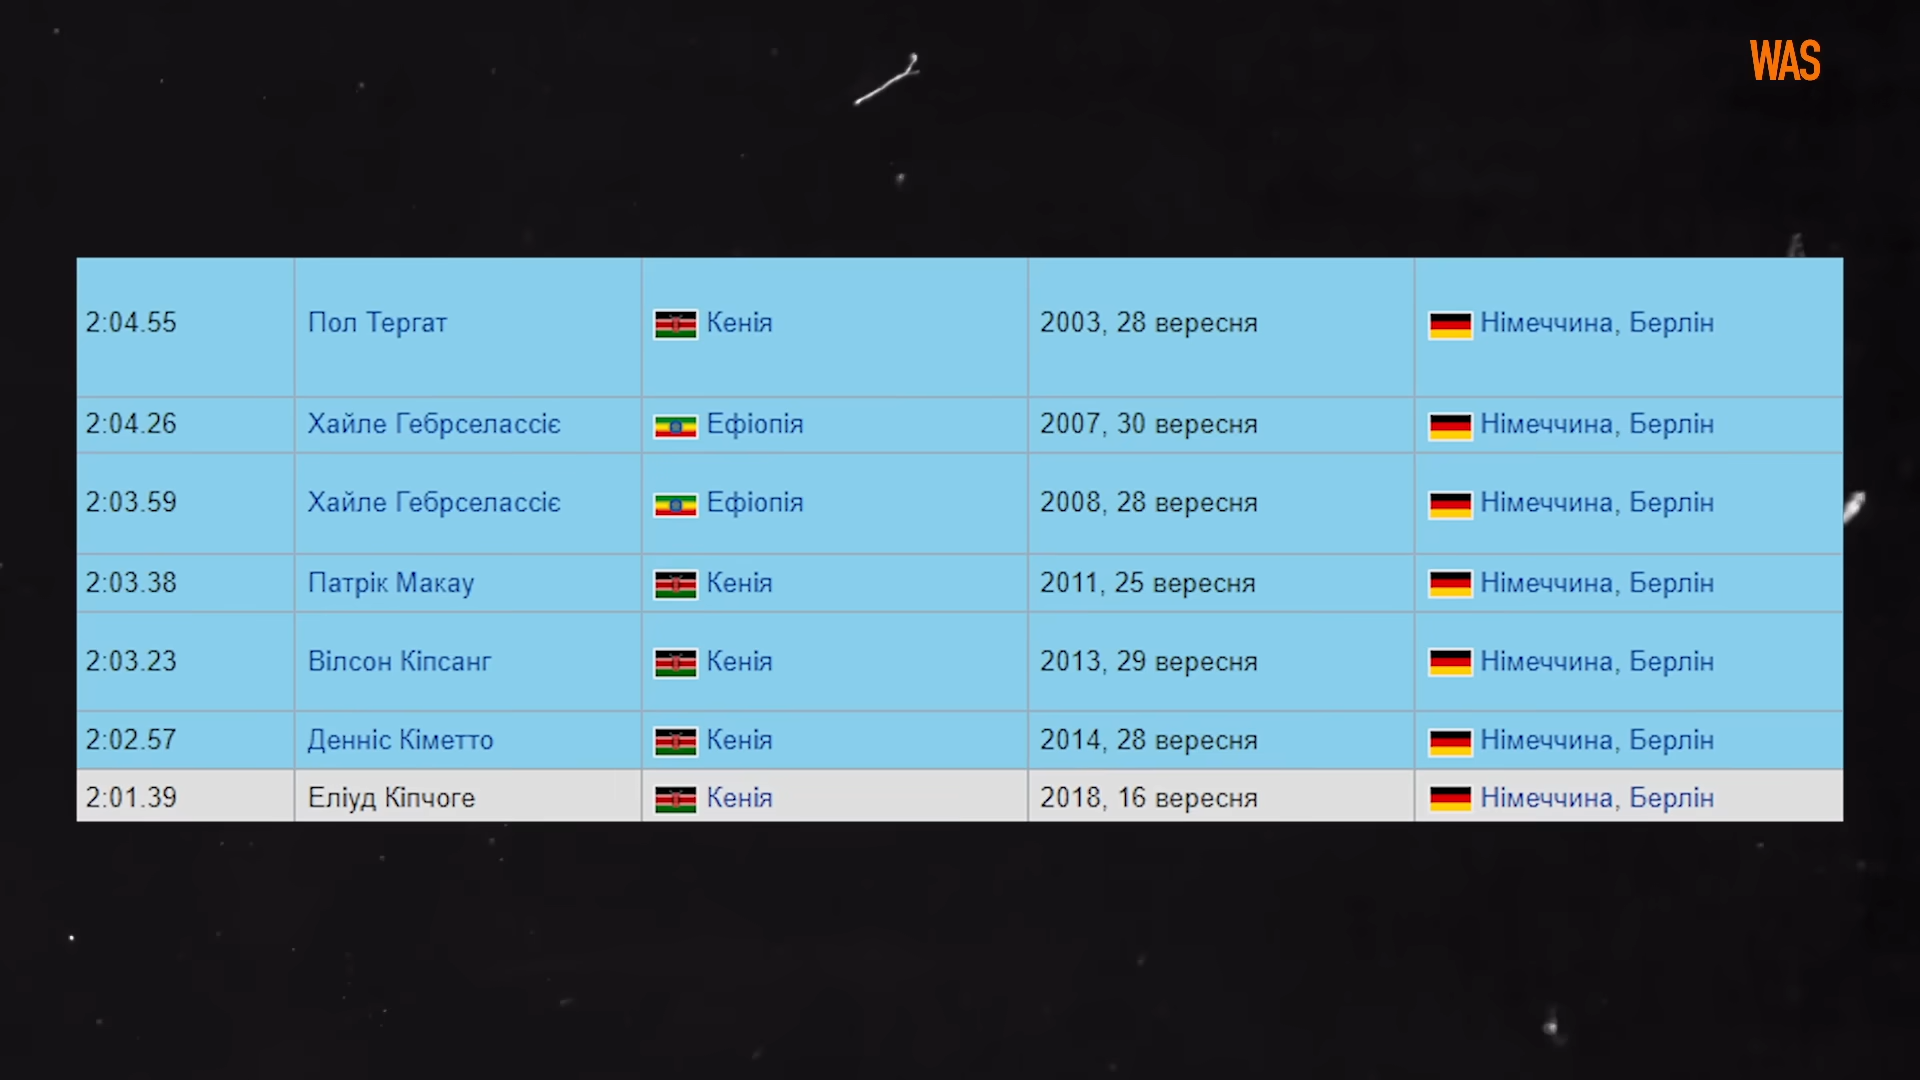 WAS
2:04.55 Пол Тергат Кенія 2003, 28 вересня Німеччина, Берлін
2:04.26 Хайле Гебрселассіє Ефіопія 2007, 30 вересня Німеччина, Берлін
2:03.59 Хайле Гебрселассіє Ефіопія 2008, 28 вересня Німеччина, Берлін
2:03.38 Патрік Макау Кенія 2011, 25 вересня Німеччина, Берлін
2:03.23 Вілсон Кіпсанг Кенія 2013, 29 вересня Німеччина, Берлін
2:02.57 Денніс Кіметто Кенія 2014, 28 вересня Німеччина, Берлін
2:01.39 Еліуд Кіпчоге Кенія 2018, 16 вересня Німеччина, Берлін